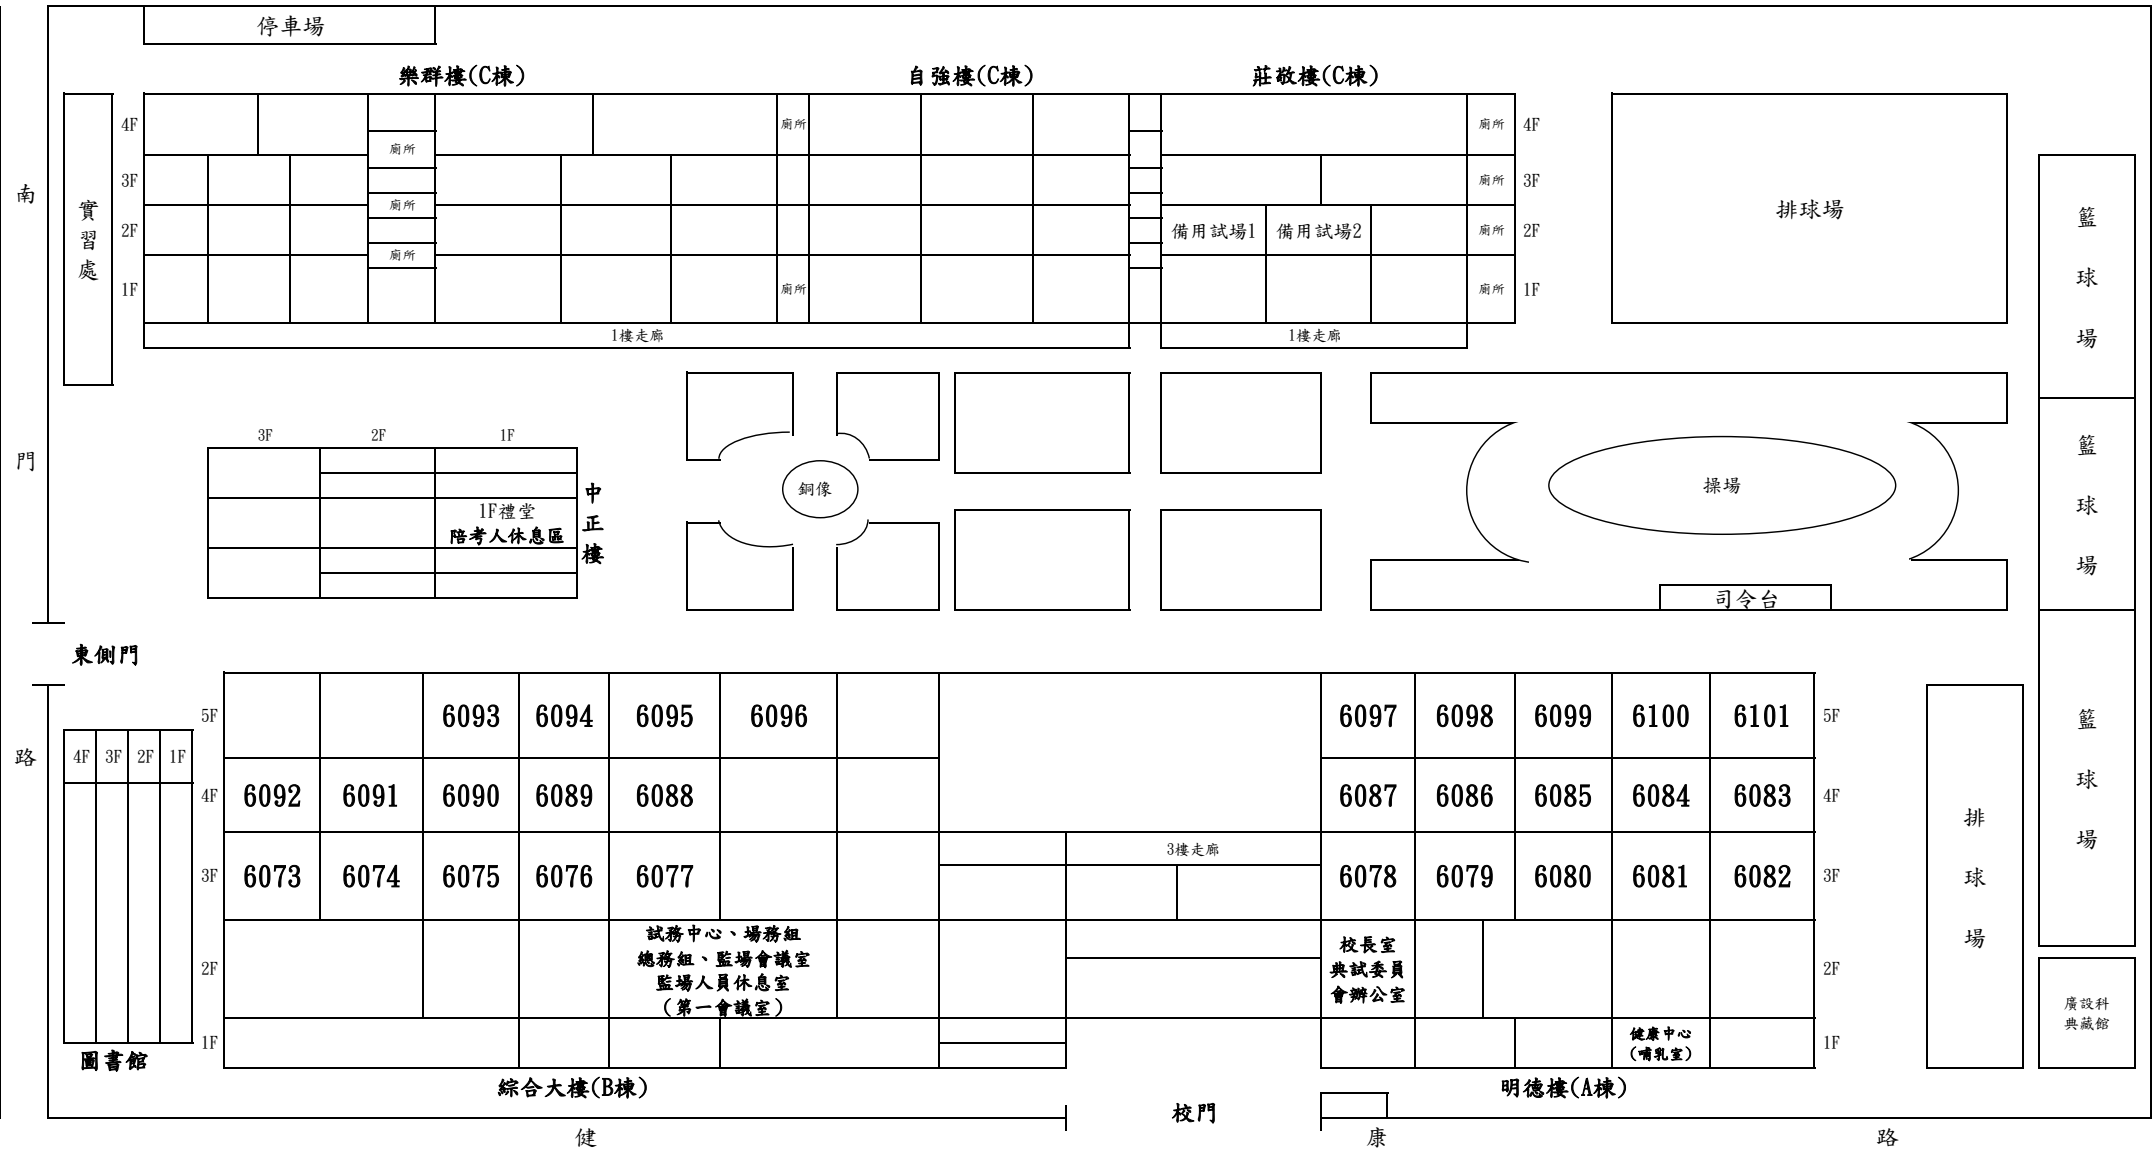 停車場
樂群樓(C棟)
自強樓(C棟)
莊敬樓(C棟)
實習處
4F
廁所
廁所
廁所
4F
廁所
3F
廁所
廁所
3F
2F
備用試場1
備用試場2
廁所
2F
廁所
1F
廁所
廁所
1F
1樓走廊
1樓走廊
排球場
籃球場
籃球場
籃球場
南門路
3F
2F
1F
1F禮堂
陪考人休息區
中正樓
銅像
操場
司令台
東側門
5F
6093
6094
6095
6096
6097
6098
6099
6100
6101
5F
4F
3F
2F
1F
4F
6092
6091
6090
6089
6088
6087
6086
6085
6084
6083
4F
3樓走廊
3F
6073
6074
6075
6076
6077
6078
6079
6080
6081
6082
3F
2F
試務中心、場務組
總務組、監場會議室
監場人員休息室
(第一會議室)
校長室
典試委員
會辦公室
2F
1F
健康中心
(哺乳室)
1F
圖書館
綜合大樓(B棟)
明德樓(A棟)
排球場
廣設科
典藏館
校門
健康路